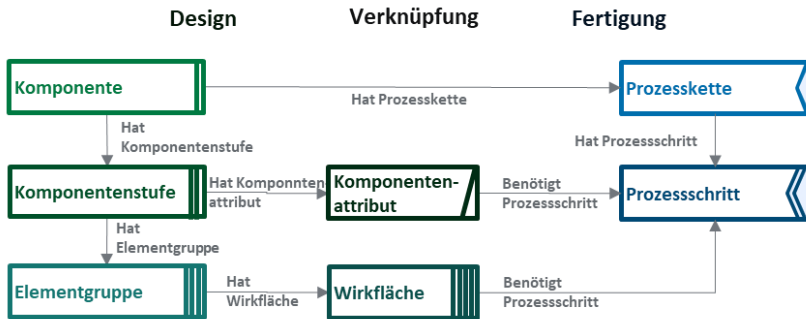 Design
Verknüpfung
Fertigung
Komponente
Hat Prozesskette
Prozesskette
Hat
Komponentenstufe
Hat Prozessschritt
Komponentenstufe
Hat Komponnten-
attribut
Komponenten-
attribut
Benötigt
Prozessschritt
Prozessschritt
Hat
Elementgruppe
Elementgruppe
Hat
Wirkfläche
Wirkfläche
Benötigt
Prozessschritt